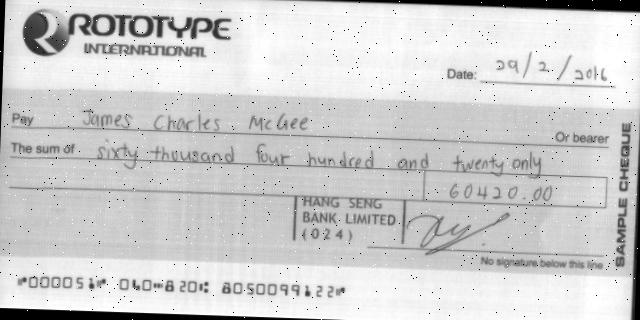 ROTOTYPE
INTERNATIONAL
Date: 29/2/2016
Pay James Charles McGee Or bearer
The sum of sixty thousand four hundred and twenty only
60420.00
HANG SENG
BANK LIMITED
(024)
No signature below this line
SAMPLE CHEQUE
⑈000051⑈ 040⑉820⑆ 8050099122⑈